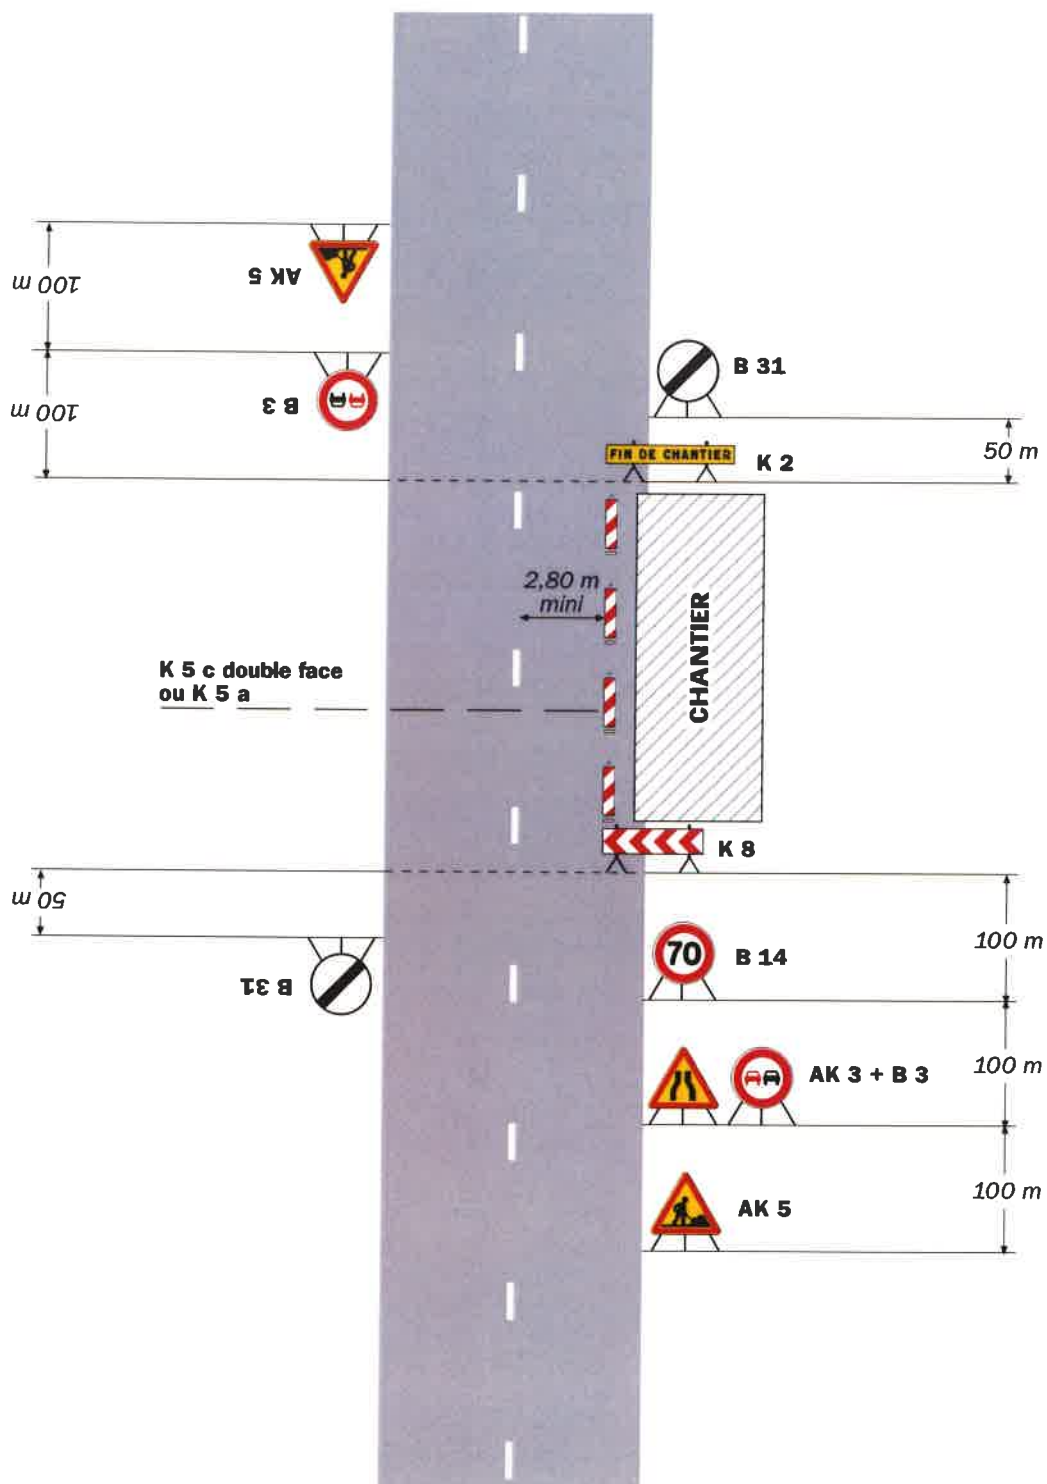 AK 5
100 m
B 3
100 m
B 31
FIN DE CHANTIER
K 2
50 m
2,80 m
mini
CHANTIER
K 5 c double face
ou K 5 a
K 8
50 m
B 31
70
B 14
100 m
AK 3 + B 3
100 m
AK 5
100 m